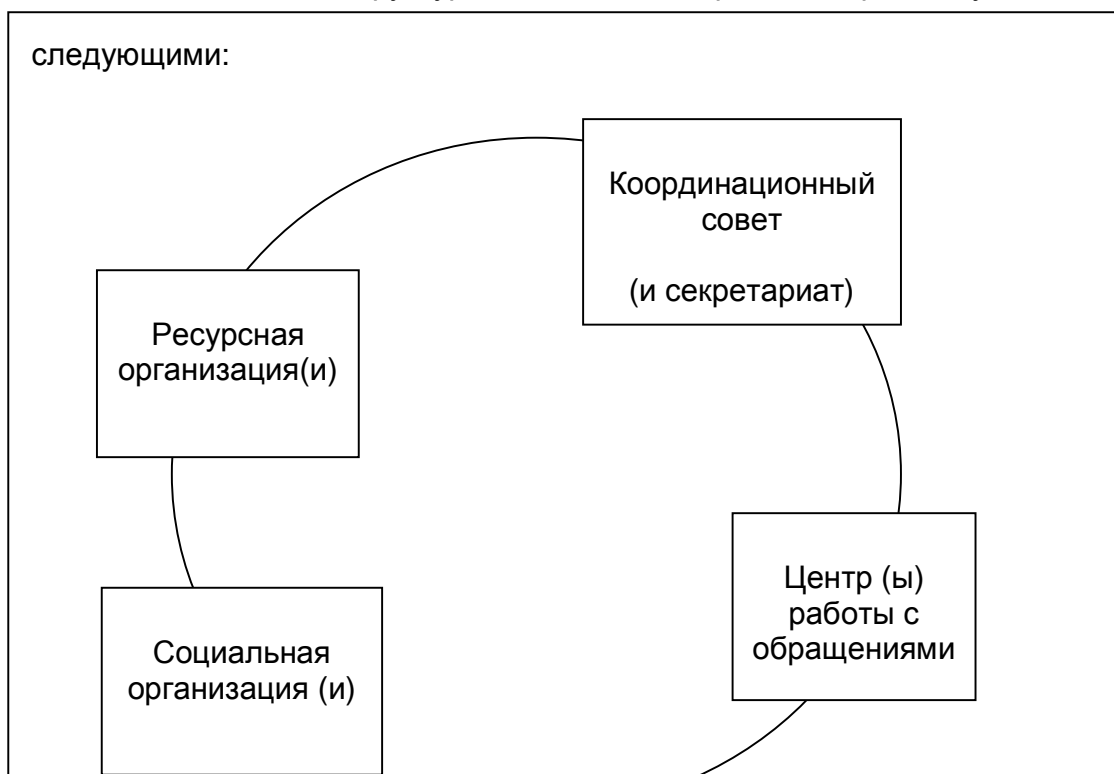 следующими:
Координационный
совет
(и секретариат)
Ресурсная
организация(и)
Центр (ы)
работы с
обращениями
Социальная
организация (и)